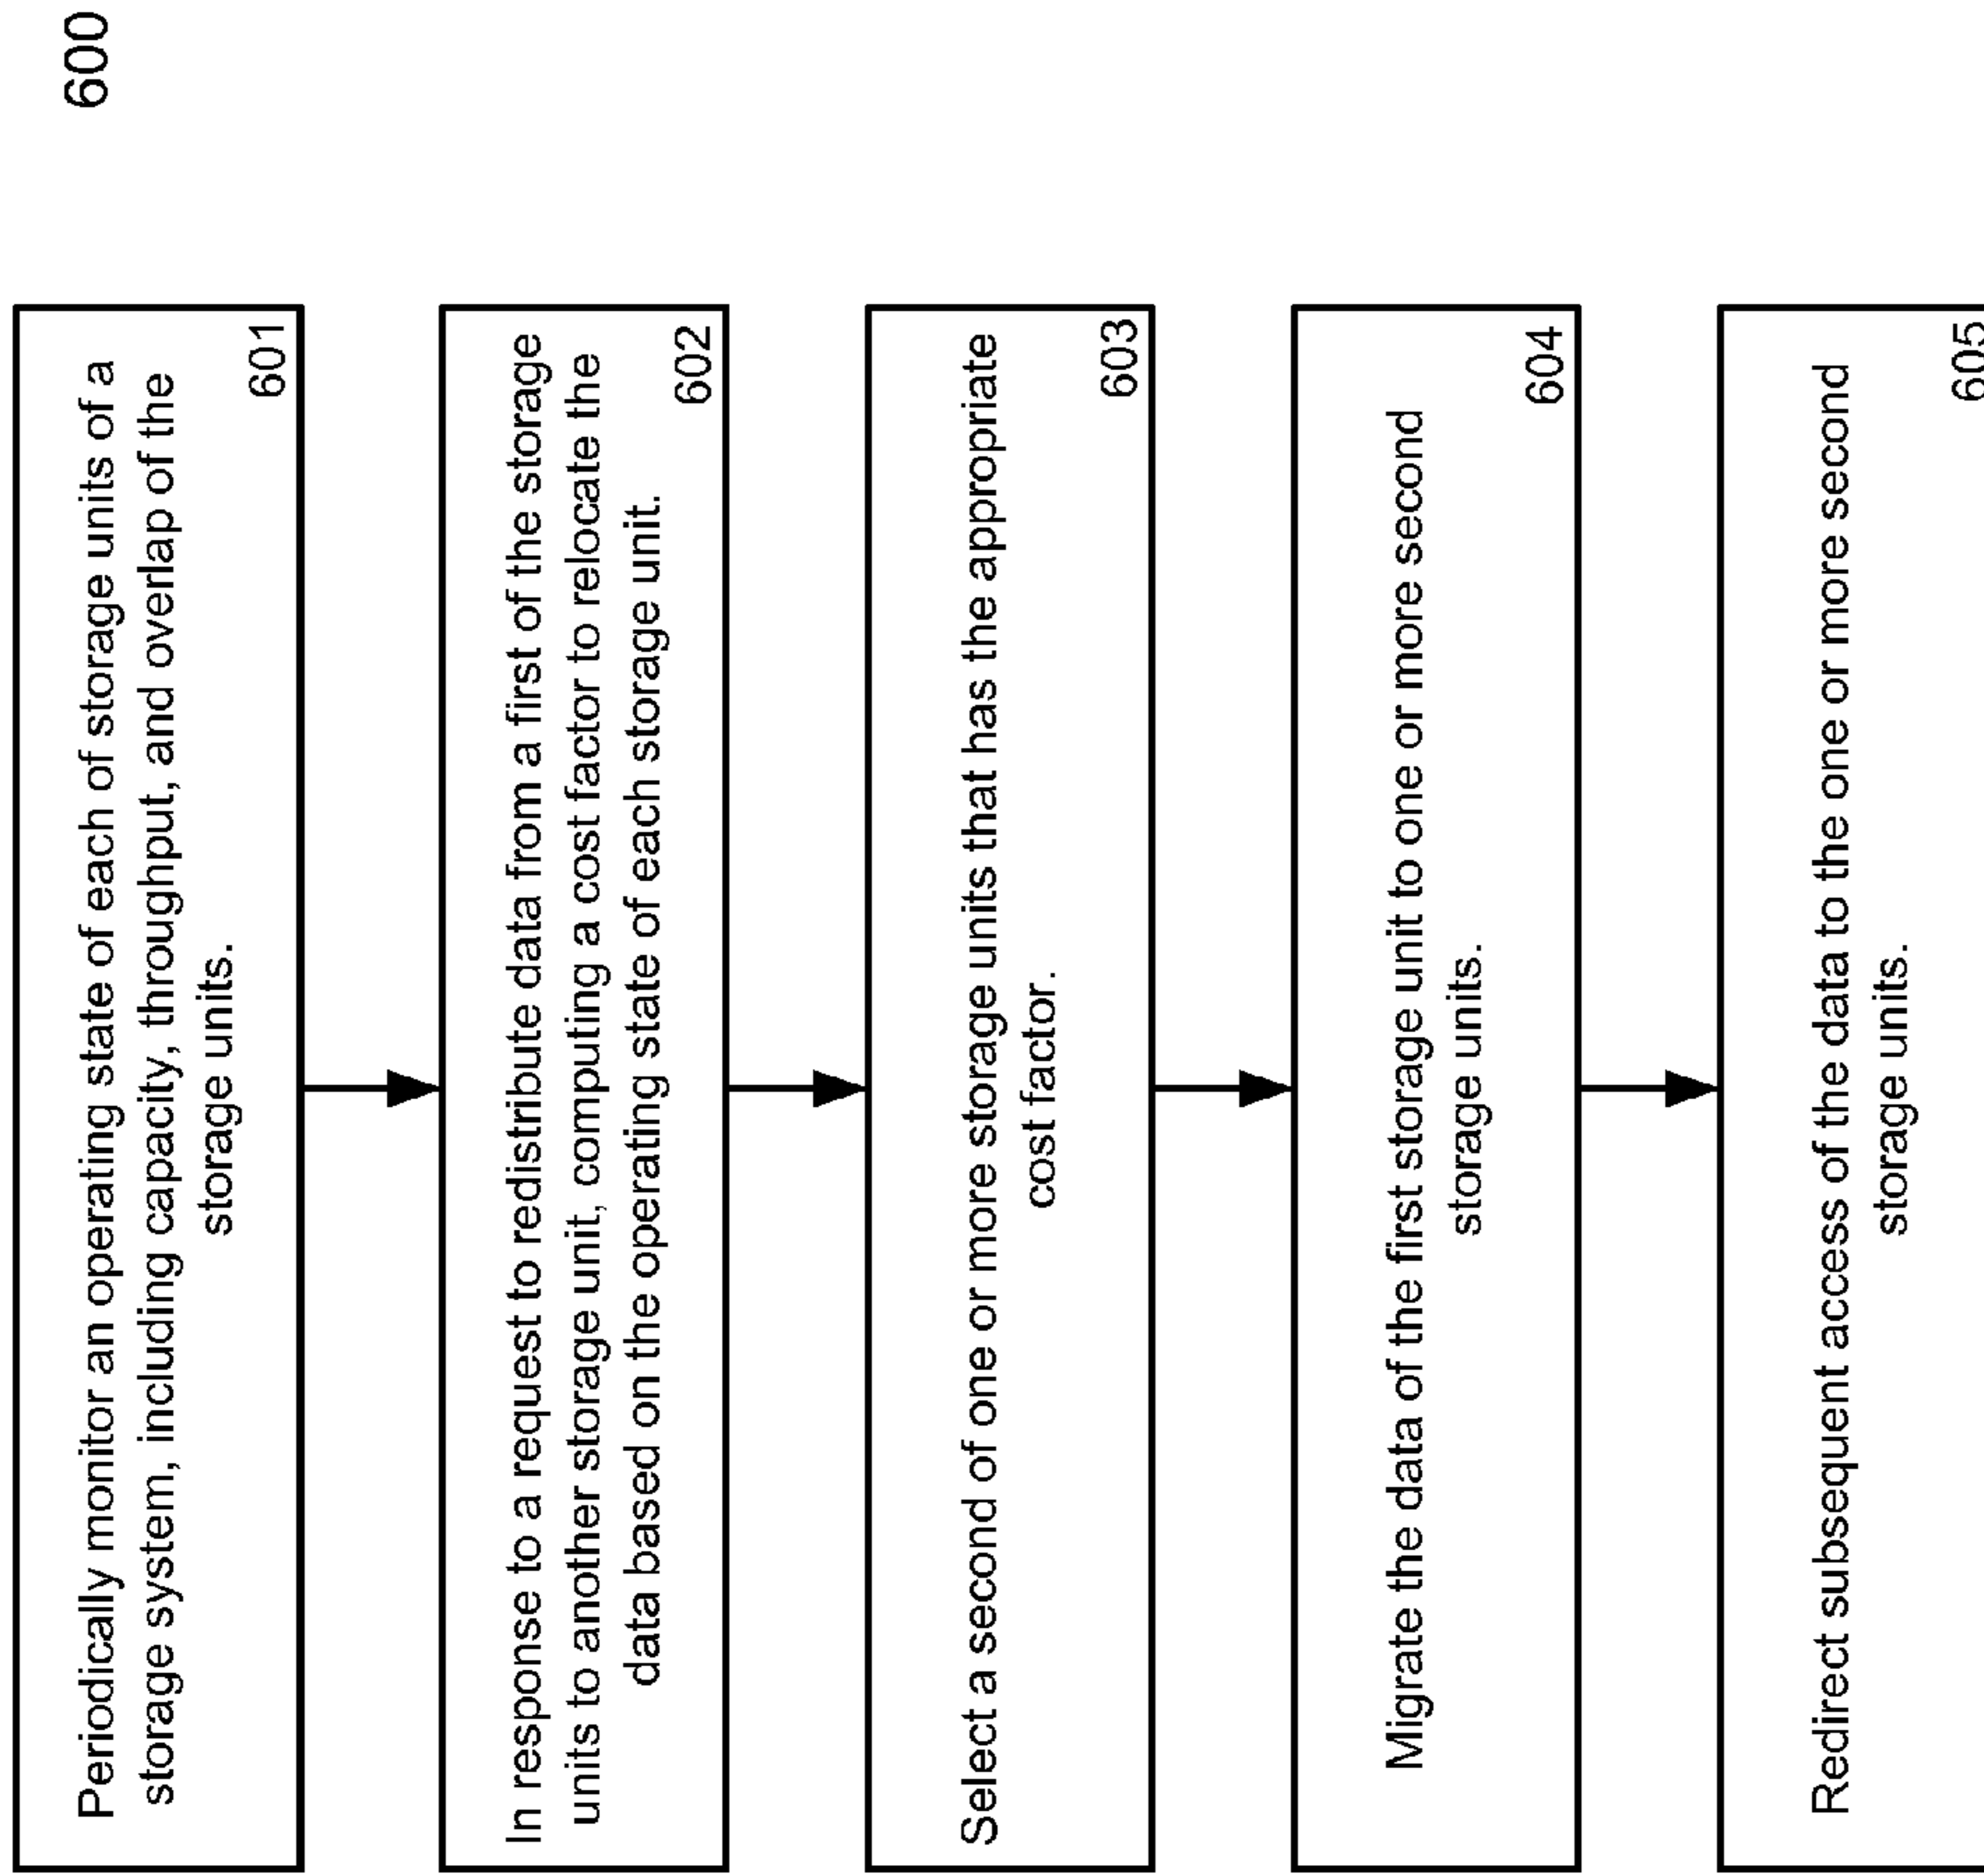 600
Periodically monitor an operating state of each of storage units of a
storage system, including capacity, throughput, and overlap of the
storage units.
601
In response to a request to redistribute data from a first of the storage
units to another storage unit, computing a cost factor to relocate the
data based on the operating state of each storage unit.
602
Select a second of one or more storage units that has the appropriate
cost factor.
603
Migrate the data of the first storage unit to one or more second
storage units.
604
Redirect subsequent access of the data to the one or more second
storage units.
605